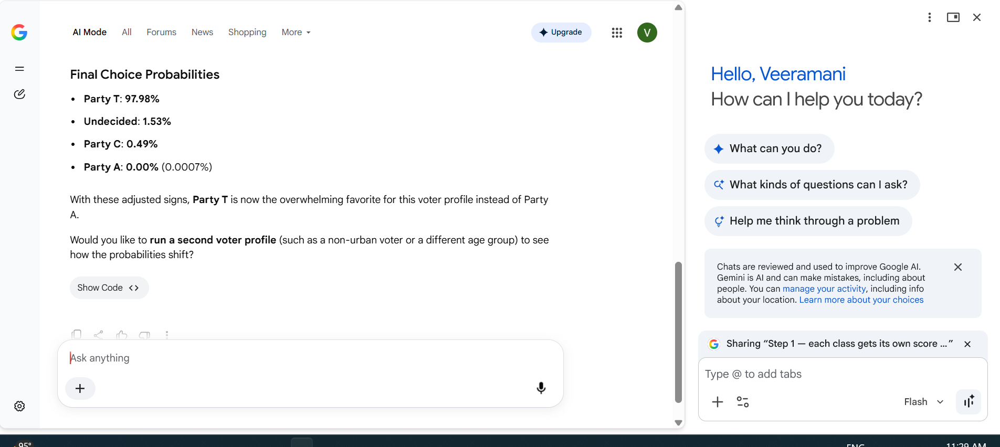 AI Mode All Forums News Shopping More
Upgrade
V
Final Choice Probabilities
• Party T: 97.98%
• Undecided: 1.53%
• Party C: 0.49%
• Party A: 0.00% (0.0007%)
With these adjusted signs, Party T is now the overwhelming favorite for this voter profile instead of Party
A.
Would you like to run a second voter profile (such as a non-urban voter or a different age group) to see
how the probabilities shift?
Show Code <>
Ask anything
Hello, Veeramani
How can I help you today?
What can you do?
What kinds of questions can I ask?
Help me think through a problem
Chats are reviewed and used to improve Google AI.
Gemini is AI and can make mistakes, including about
people. You can manage your activity, including info
about your location. Learn more about your choices
Sharing “Step 1 — each class gets its own score ...”
Type @ to add tabs
Flash
95°
ENG
11:29 AM